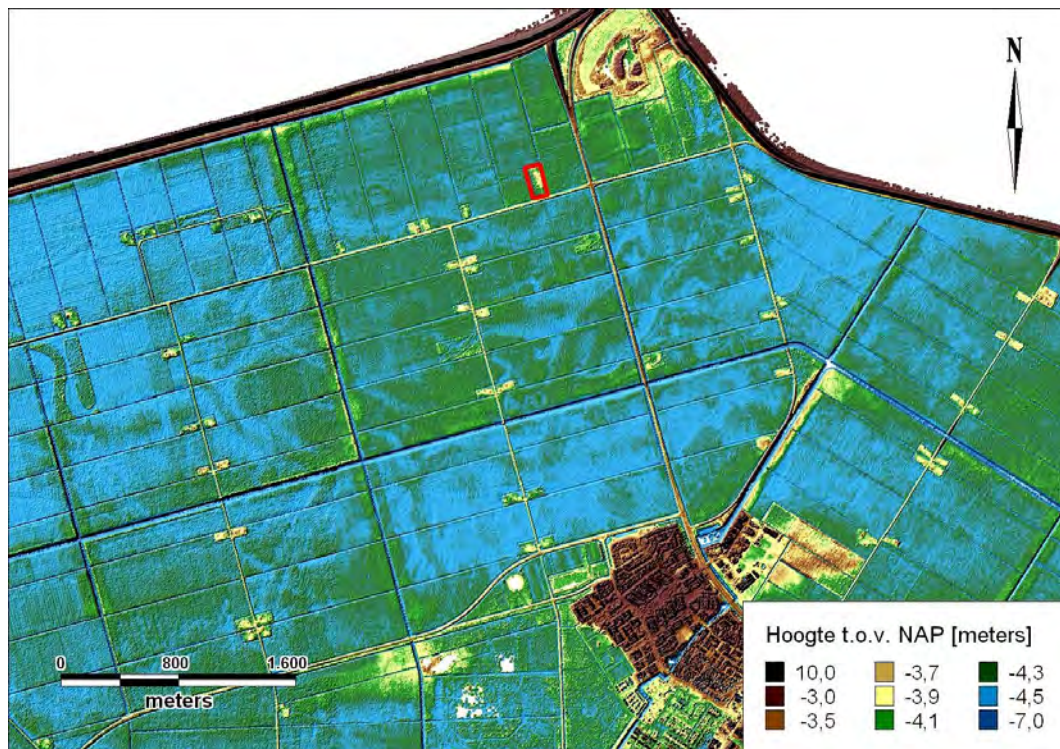 N
0 800 1.600
meters
Hoogte t.o.v. NAP [meters]
10,0 -3,7 -4,3
-3,0 -3,9 -4,5
-3,5 -4,1 -7,0